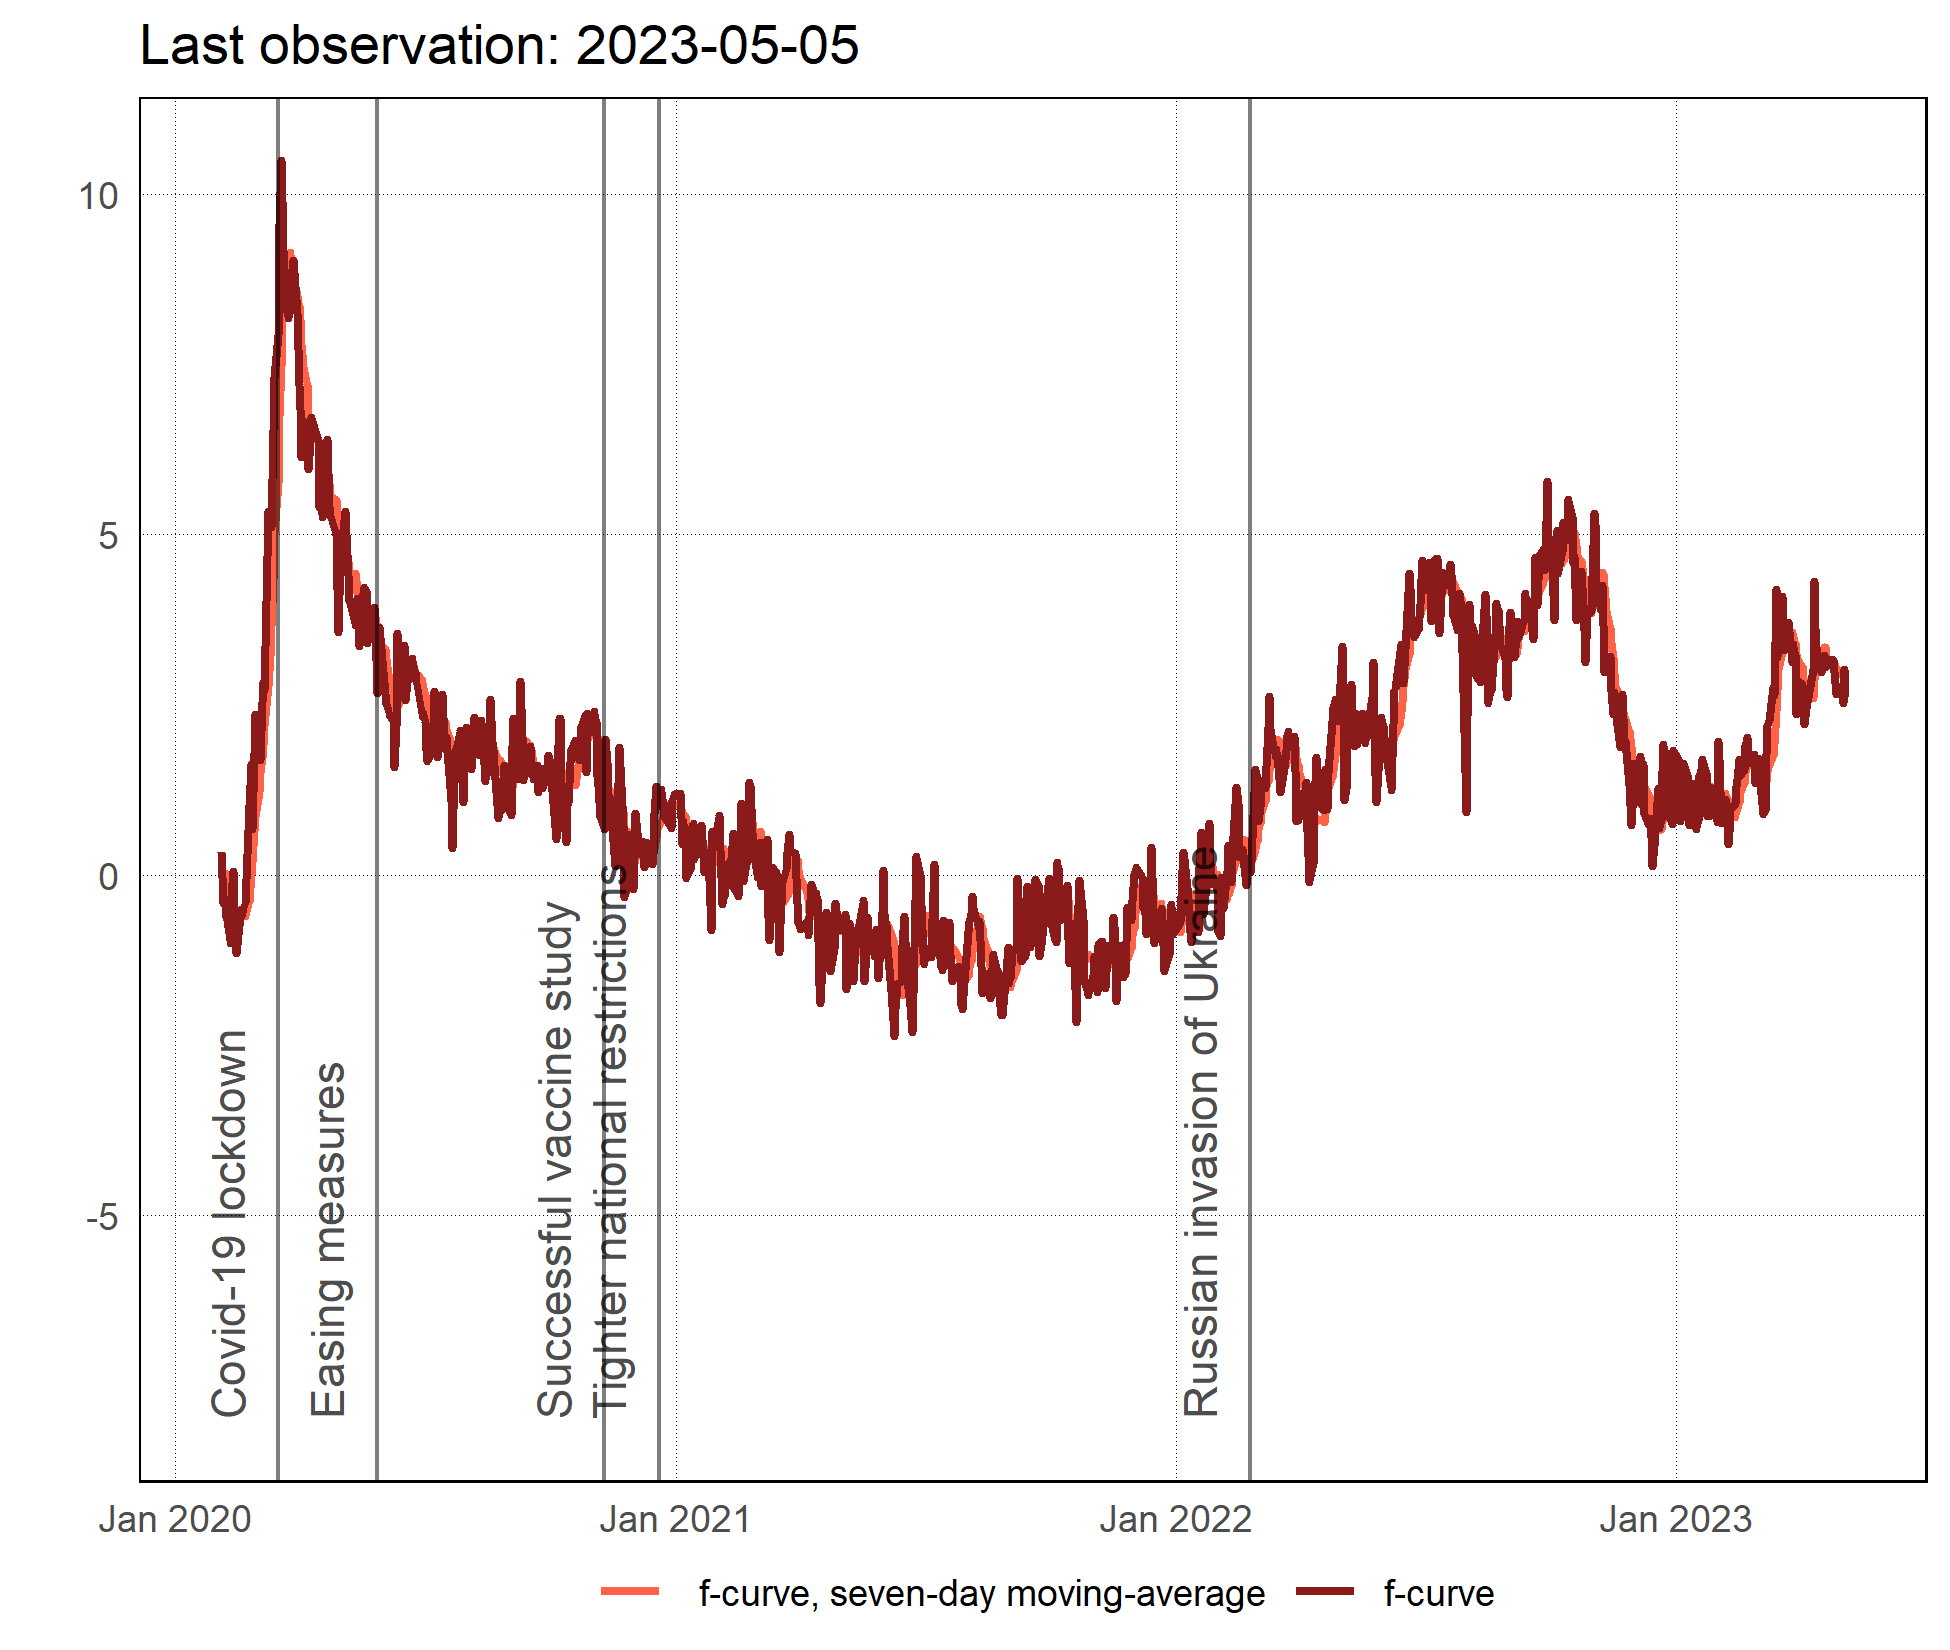 Last observation: 2023-05-05
10
5
0
-5
Covid-19 lockdown
Easing measures
Successful vaccine study
Tighter national restrictions
Russian invasion of Ukraine
Jan 2020
Jan 2021
Jan 2022
Jan 2023
f-curve, seven-day moving-average
f-curve